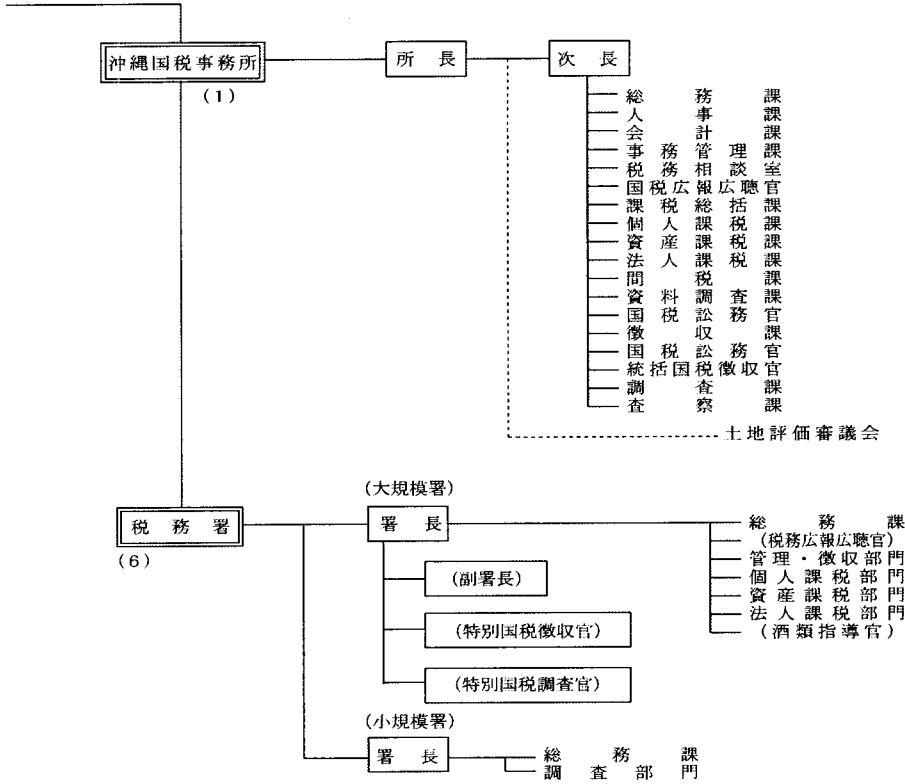 沖縄国税事務所
(1)
所長
次長
総務課
人事課
会計課
事務管理課
税務相談室
国税広報広聴官
課税総括課
個人課税課
資産課税課
法人課税課
間税課
資料調査課
国税訟務官
徴収課
国税訟務官
統括国税徴収官
調査課
査察課
土地評価審議会
税務署
(6)
(大規模署)
署長
(副署長)
(特別国税徴収官)
(特別国税調査官)
総務課
(税務広報広聴官)
管理・徴収部門
個人課税部門
資産課税部門
法人課税部門
(酒類指導官)
(小規模署)
署長
総務課
調査部門